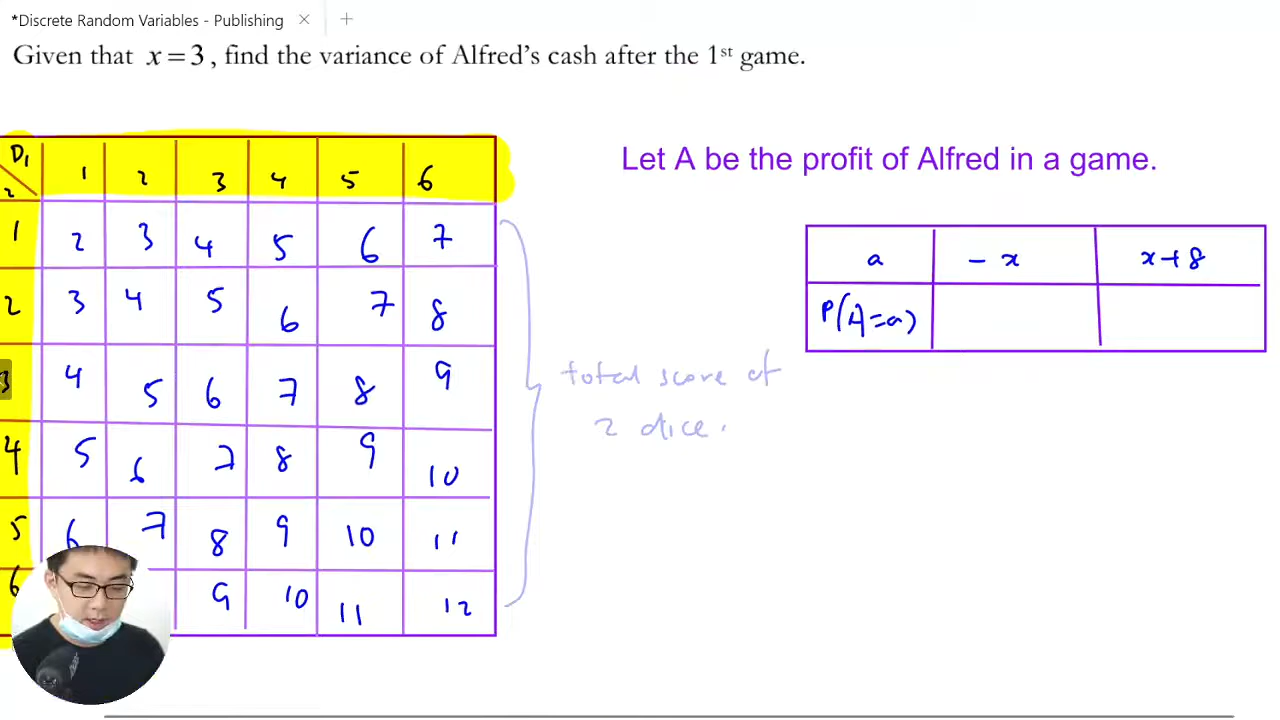 *Discrete Random Variables - Publishing
Given that x = 3, find the variance of Alfred's cash after the 1st game.
D1 1 2 3 4 5 6
2
1 2 3 4 5 6 7
2 3 4 5 6 7 8
3 4 5 6 7 8 9
4 5 6 7 8 9 10
5 6 7 8 9 10 11
6 9 10 11 12
total score of
2 dice.
Let A be the profit of Alfred in a game.
a - x x+8
P(A=a)